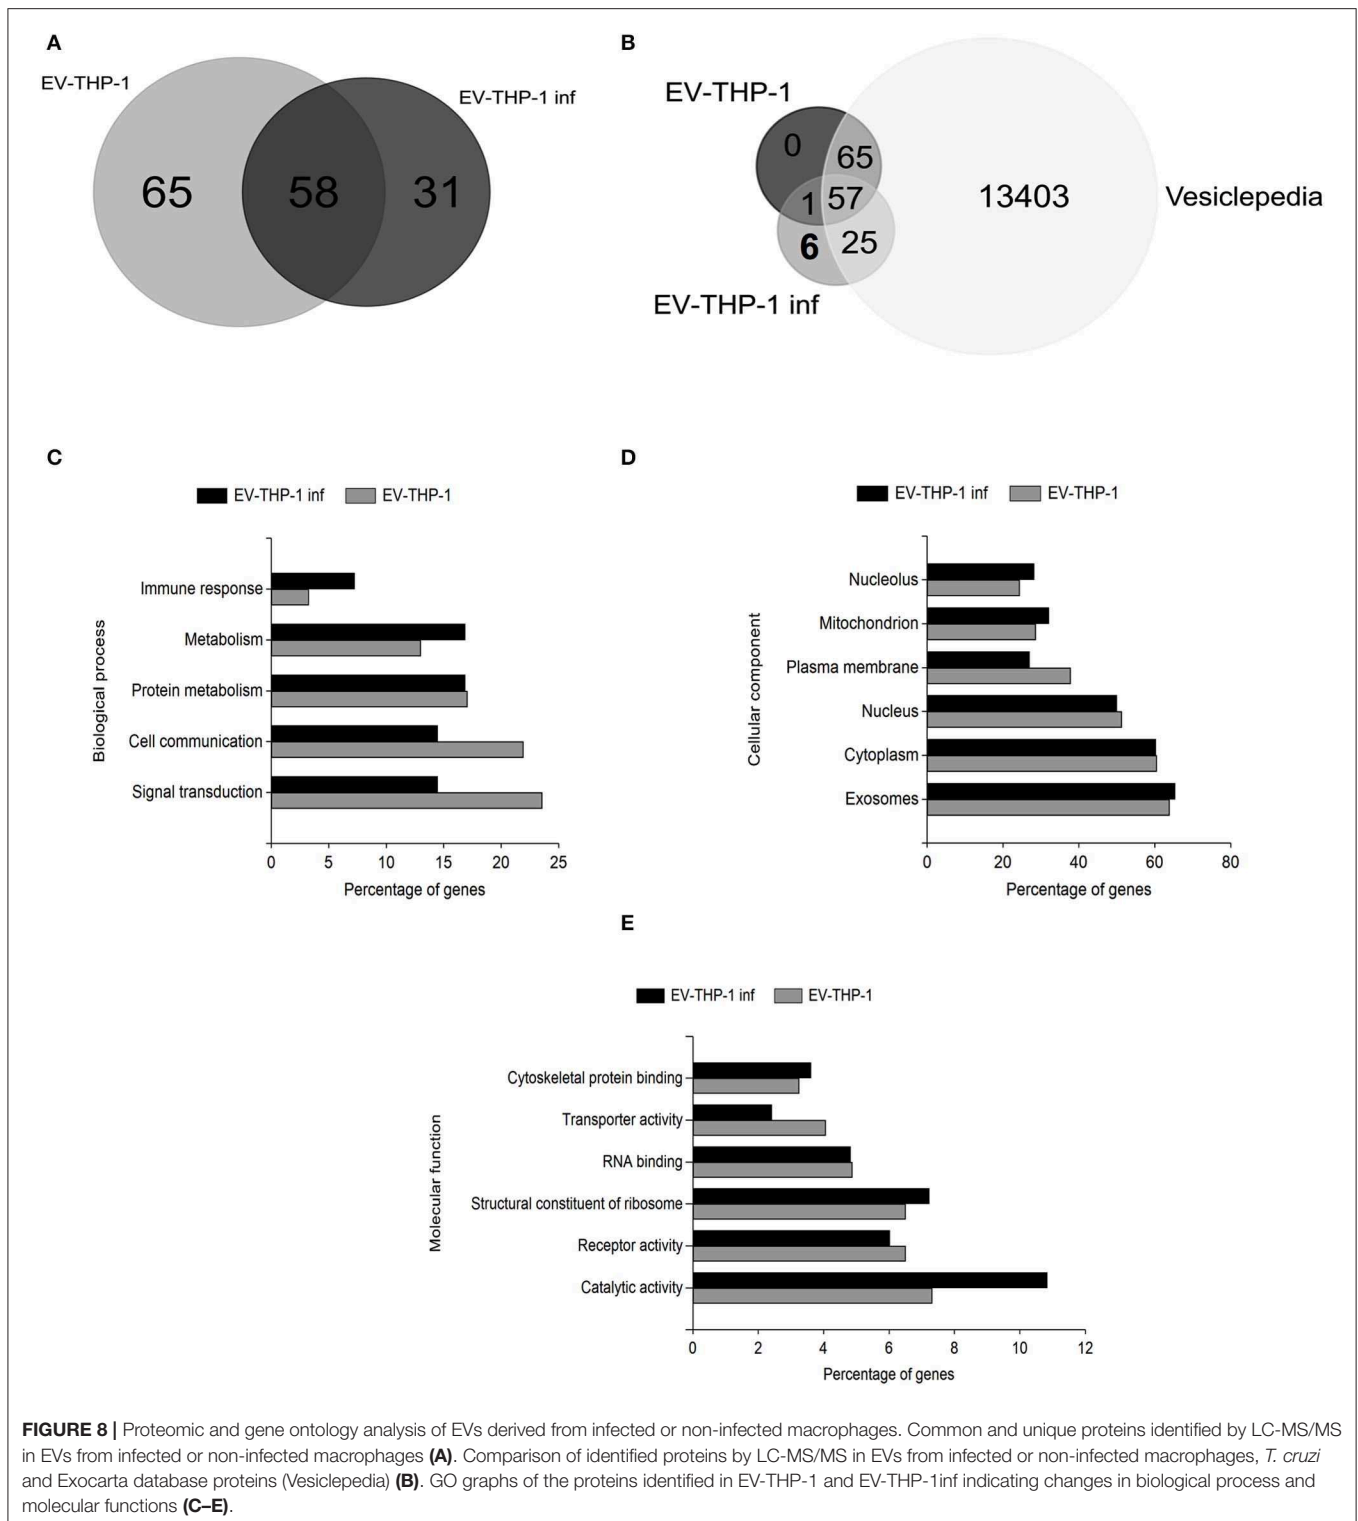 A
EV-THP-1
EV-THP-1 inf
65
58
31
B
EV-THP-1
0
65
1
57
6
25
13403
Vesiclepedia
EV-THP-1 inf
C
EV-THP-1 inf
EV-THP-1
Biological process
Immune response
Metabolism
Protein metabolism
Cell communication
Signal transduction
0 5 10 15 20 25
Percentage of genes
D
EV-THP-1 inf
EV-THP-1
Cellular component
Nucleolus
Mitochondrion
Plasma membrane
Nucleus
Cytoplasm
Exosomes
0 20 40 60 80
Percentage of genes
E
EV-THP-1 inf
EV-THP-1
Molecular function
Cytoskeletal protein binding
Transporter activity
RNA binding
Structural constituent of ribosome
Receptor activity
Catalytic activity
0 2 4 6 8 10 12
Percentage of genes
FIGURE 8 | Proteomic and gene ontology analysis of EVs derived from infected or non-infected macrophages. Common and unique proteins identified by LC-MS/MS
in EVs from infected or non-infected macrophages (A). Comparison of identified proteins by LC-MS/MS in EVs from infected or non-infected macrophages, T. cruzi
and Exocarta database proteins (Vesiclepedia) (B). GO graphs of the proteins identified in EV-THP-1 and EV-THP-1inf indicating changes in biological process and
molecular functions (C–E).